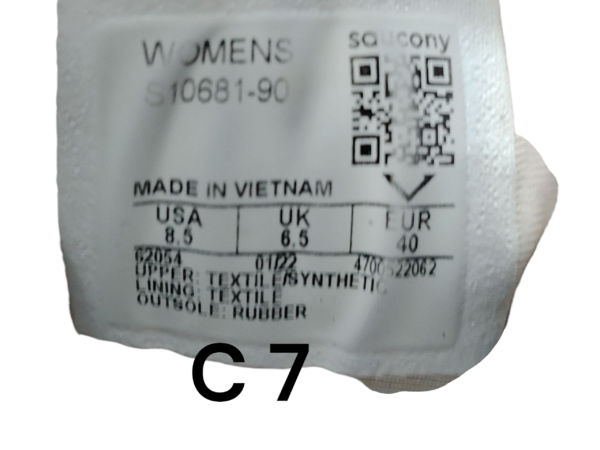 WOMENS saucony
S10681-90
MADE IN VIETNAM
USA UK EUR
8.5 6.5 40
62054 01/22
UPPER: TEXTILE/SYNTHETIC
LINING: TEXTILE
OUTSOLE: RUBBER
C 7